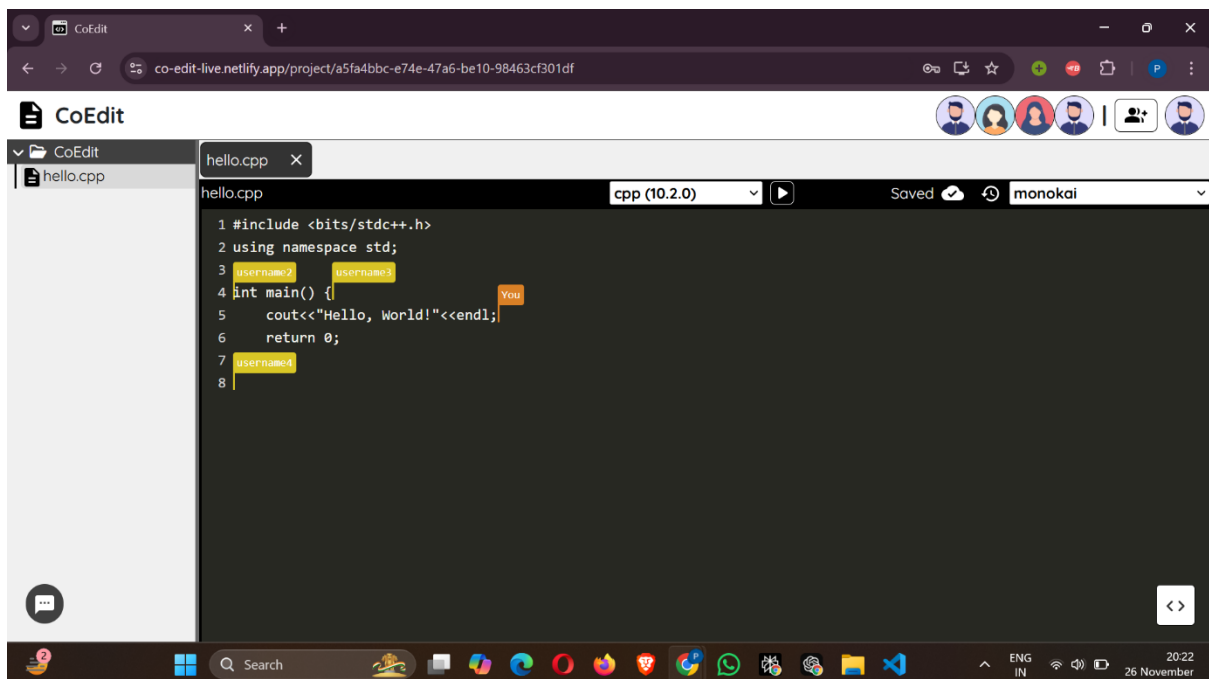 CoEdit
co-edit-live.netlify.app/project/a5fa4bbc-e74e-47a6-be10-98463cf301df
P
CoEdit
CoEdit
hello.cpp
hello.cpp
hello.cpp
cpp (10.2.0)
Saved
monokai
1 #include <bits/stdc++.h>
2 using namespace std;
3 username2 username3
4 int main() {
You
5 cout<<"Hello, World!"<<endl;
6 return 0;
7 username4
8
2
Search
P
ENG
IN
20:22
26 November